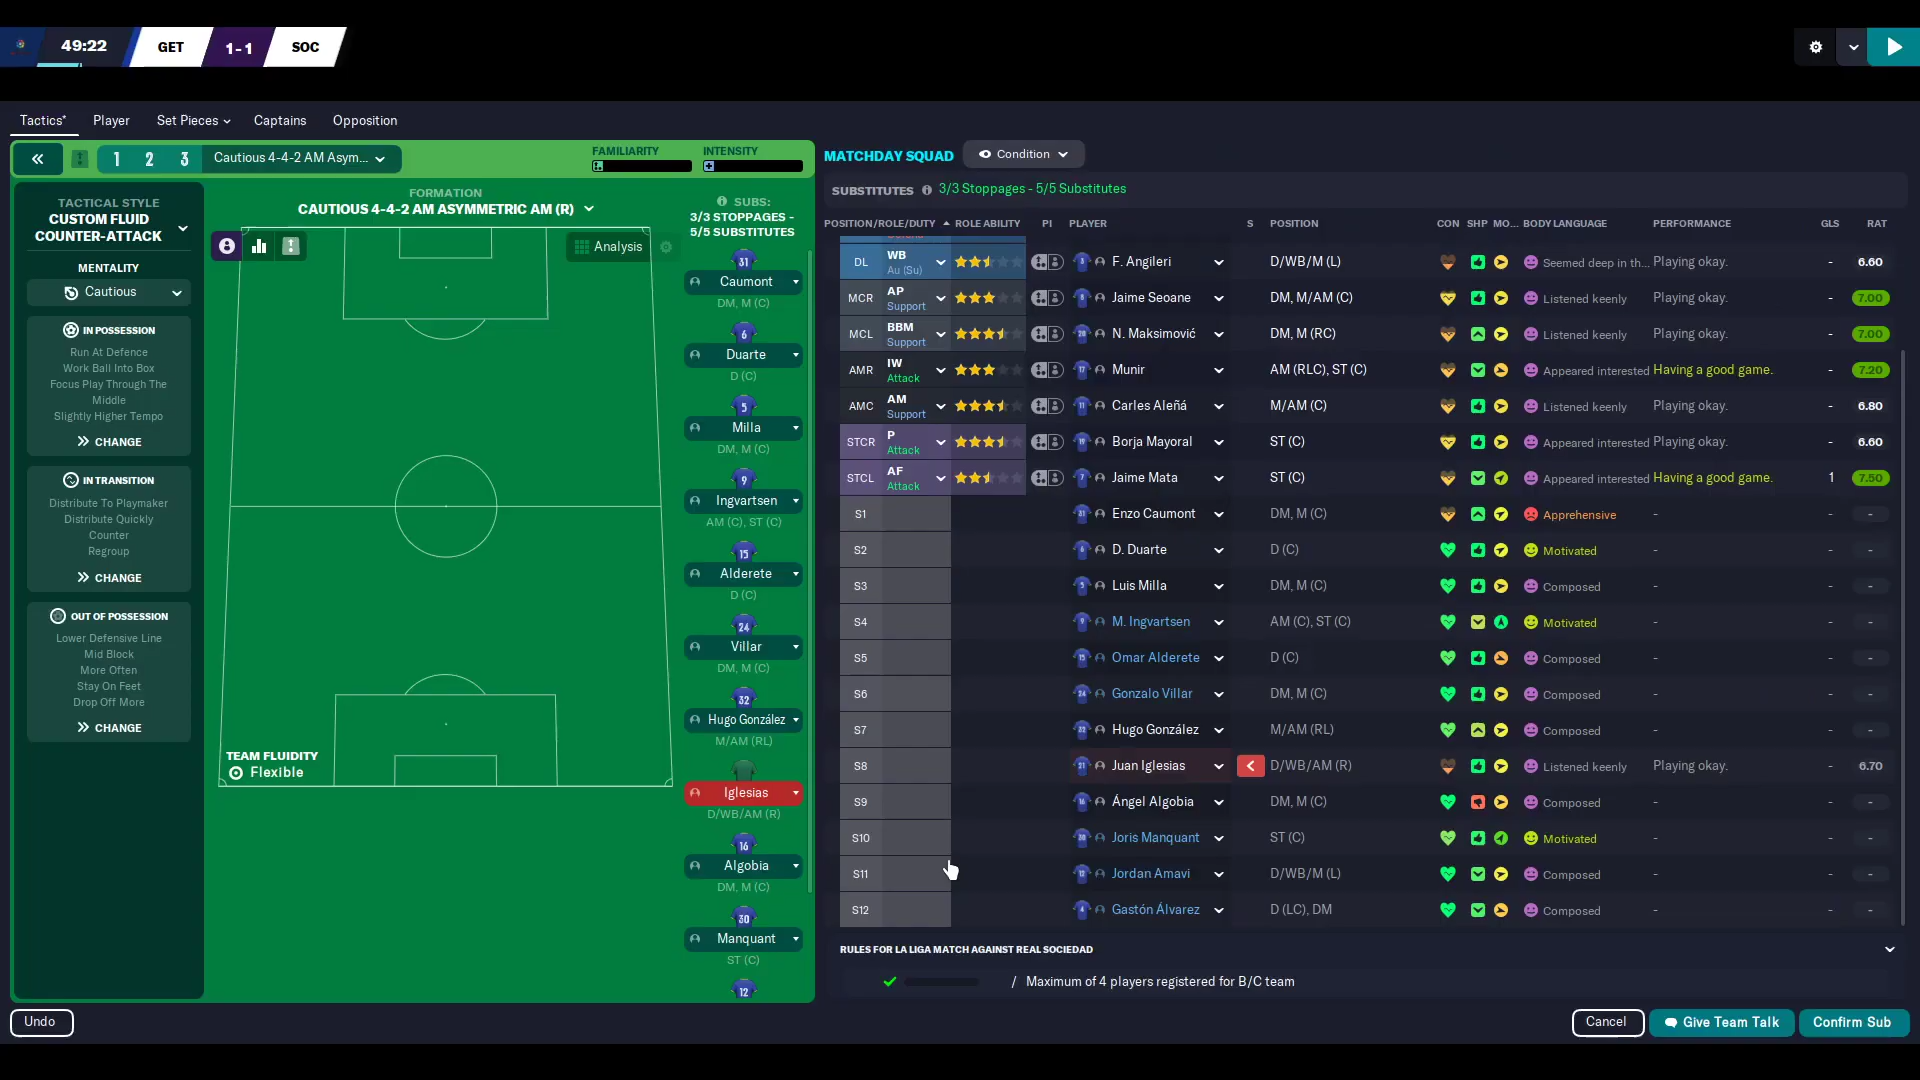 49:22
GET
1 - 1
SOC
Tactics*
Player
Set Pieces
Captains
Opposition
1
2
3
Cautious 4-4-2 AM Asym...
FAMILIARITY
INTENSITY
TACTICAL STYLE
CUSTOM FLUID
COUNTER-ATTACK
MENTALITY
Cautious
IN POSSESSION
Run At Defence
Work Ball Into Box
Focus Play Through The
Middle
Slightly Higher Tempo
CHANGE
IN TRANSITION
Distribute To Playmaker
Distribute Quickly
Counter
Regroup
CHANGE
OUT OF POSSESSION
Lower Defensive Line
Mid Block
More Often
Stay On Feet
Drop Off More
CHANGE
FORMATION
CAUTIOUS 4-4-2 AM ASYMMETRIC AM (R)
Analysis
TEAM FLUIDITY
Flexible
SUBS:
3/3 STOPPAGES -
5/5 SUBSTITUTES
31
Caumont
DM, M (C)
6
Duarte
D (C)
5
Milla
DM, M (C)
9
Ingvartsen
AM (C), ST (C)
15
Alderete
D (C)
24
Villar
DM, M (C)
32
Hugo González
M/AM (RL)
Iglesias
D/WB/AM (R)
16
Algobia
DM, M (C)
30
Manquant
ST (C)
12
MATCHDAY SQUAD
Condition
SUBSTITUTES 3/3 Stoppages - 5/5 Substitutes
POSITION/ROLE/DUTY ROLE ABILITY PI PLAYER S POSITION CON SHP MO... BODY LANGUAGE PERFORMANCE GLS RAT
DL WB Au (Su) F. Angileri D/WB/M (L) Seemed deep in th... Playing okay. - 6.60
MCR AP Support Jaime Seoane DM, M/AM (C) Listened keenly Playing okay. - 7.00
MCL BBM Support N. Maksimović DM, M (RC) Listened keenly Playing okay. - 7.00
AMR IW Attack Munir AM (RLC), ST (C) Appeared interested Having a good game. - 7.20
AMC AM Support Carles Aleñá M/AM (C) Listened keenly Playing okay. - 6.80
STCR P Attack Borja Mayoral ST (C) Appeared interested Playing okay. - 6.60
STCL AF Attack Jaime Mata ST (C) Appeared interested Having a good game. 1 7.50
S1 Enzo Caumont DM, M (C) Apprehensive - - -
S2 D. Duarte D (C) Motivated - - -
S3 Luis Milla DM, M (C) Composed - - -
S4 M. Ingvartsen AM (C), ST (C) Motivated - - -
S5 Omar Alderete D (C) Composed - - -
S6 Gonzalo Villar DM, M (C) Composed - - -
S7 Hugo González M/AM (RL) Composed - - -
S8 Juan Iglesias D/WB/AM (R) Listened keenly Playing okay. - 6.70
S9 Ángel Algobia DM, M (C) Composed - - -
S10 Joris Manquant ST (C) Motivated - - -
S11 Jordan Amavi D/WB/M (L) Composed - - -
S12 Gastón Álvarez D (LC), DM Composed - - -
RULES FOR LA LIGA MATCH AGAINST REAL SOCIEDAD
/ Maximum of 4 players registered for B/C team
Undo
Cancel
Give Team Talk
Confirm Sub